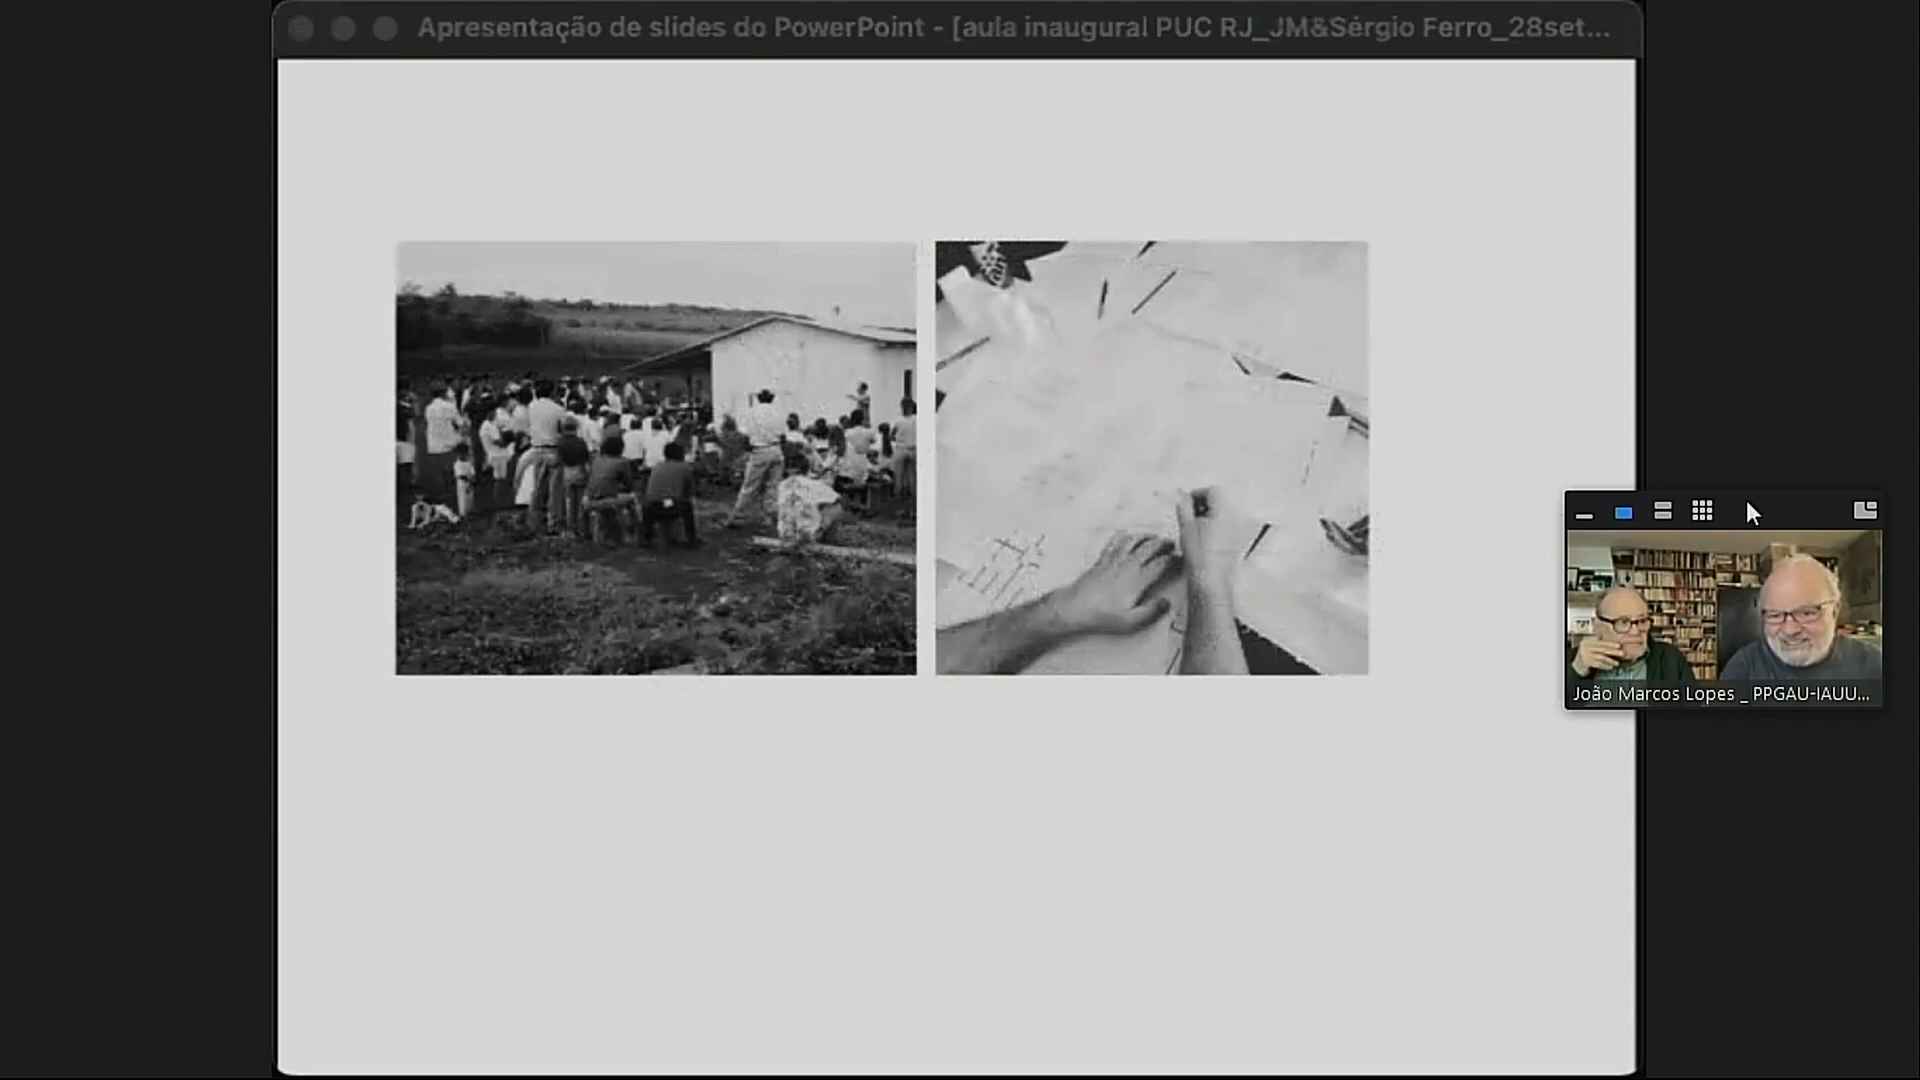 Apresentação de slides do PowerPoint - [aula inaugural PUC RJ_JM&Sérgio Ferro_28set...
João Marcos Lopes _ PPGAU-IAUU...